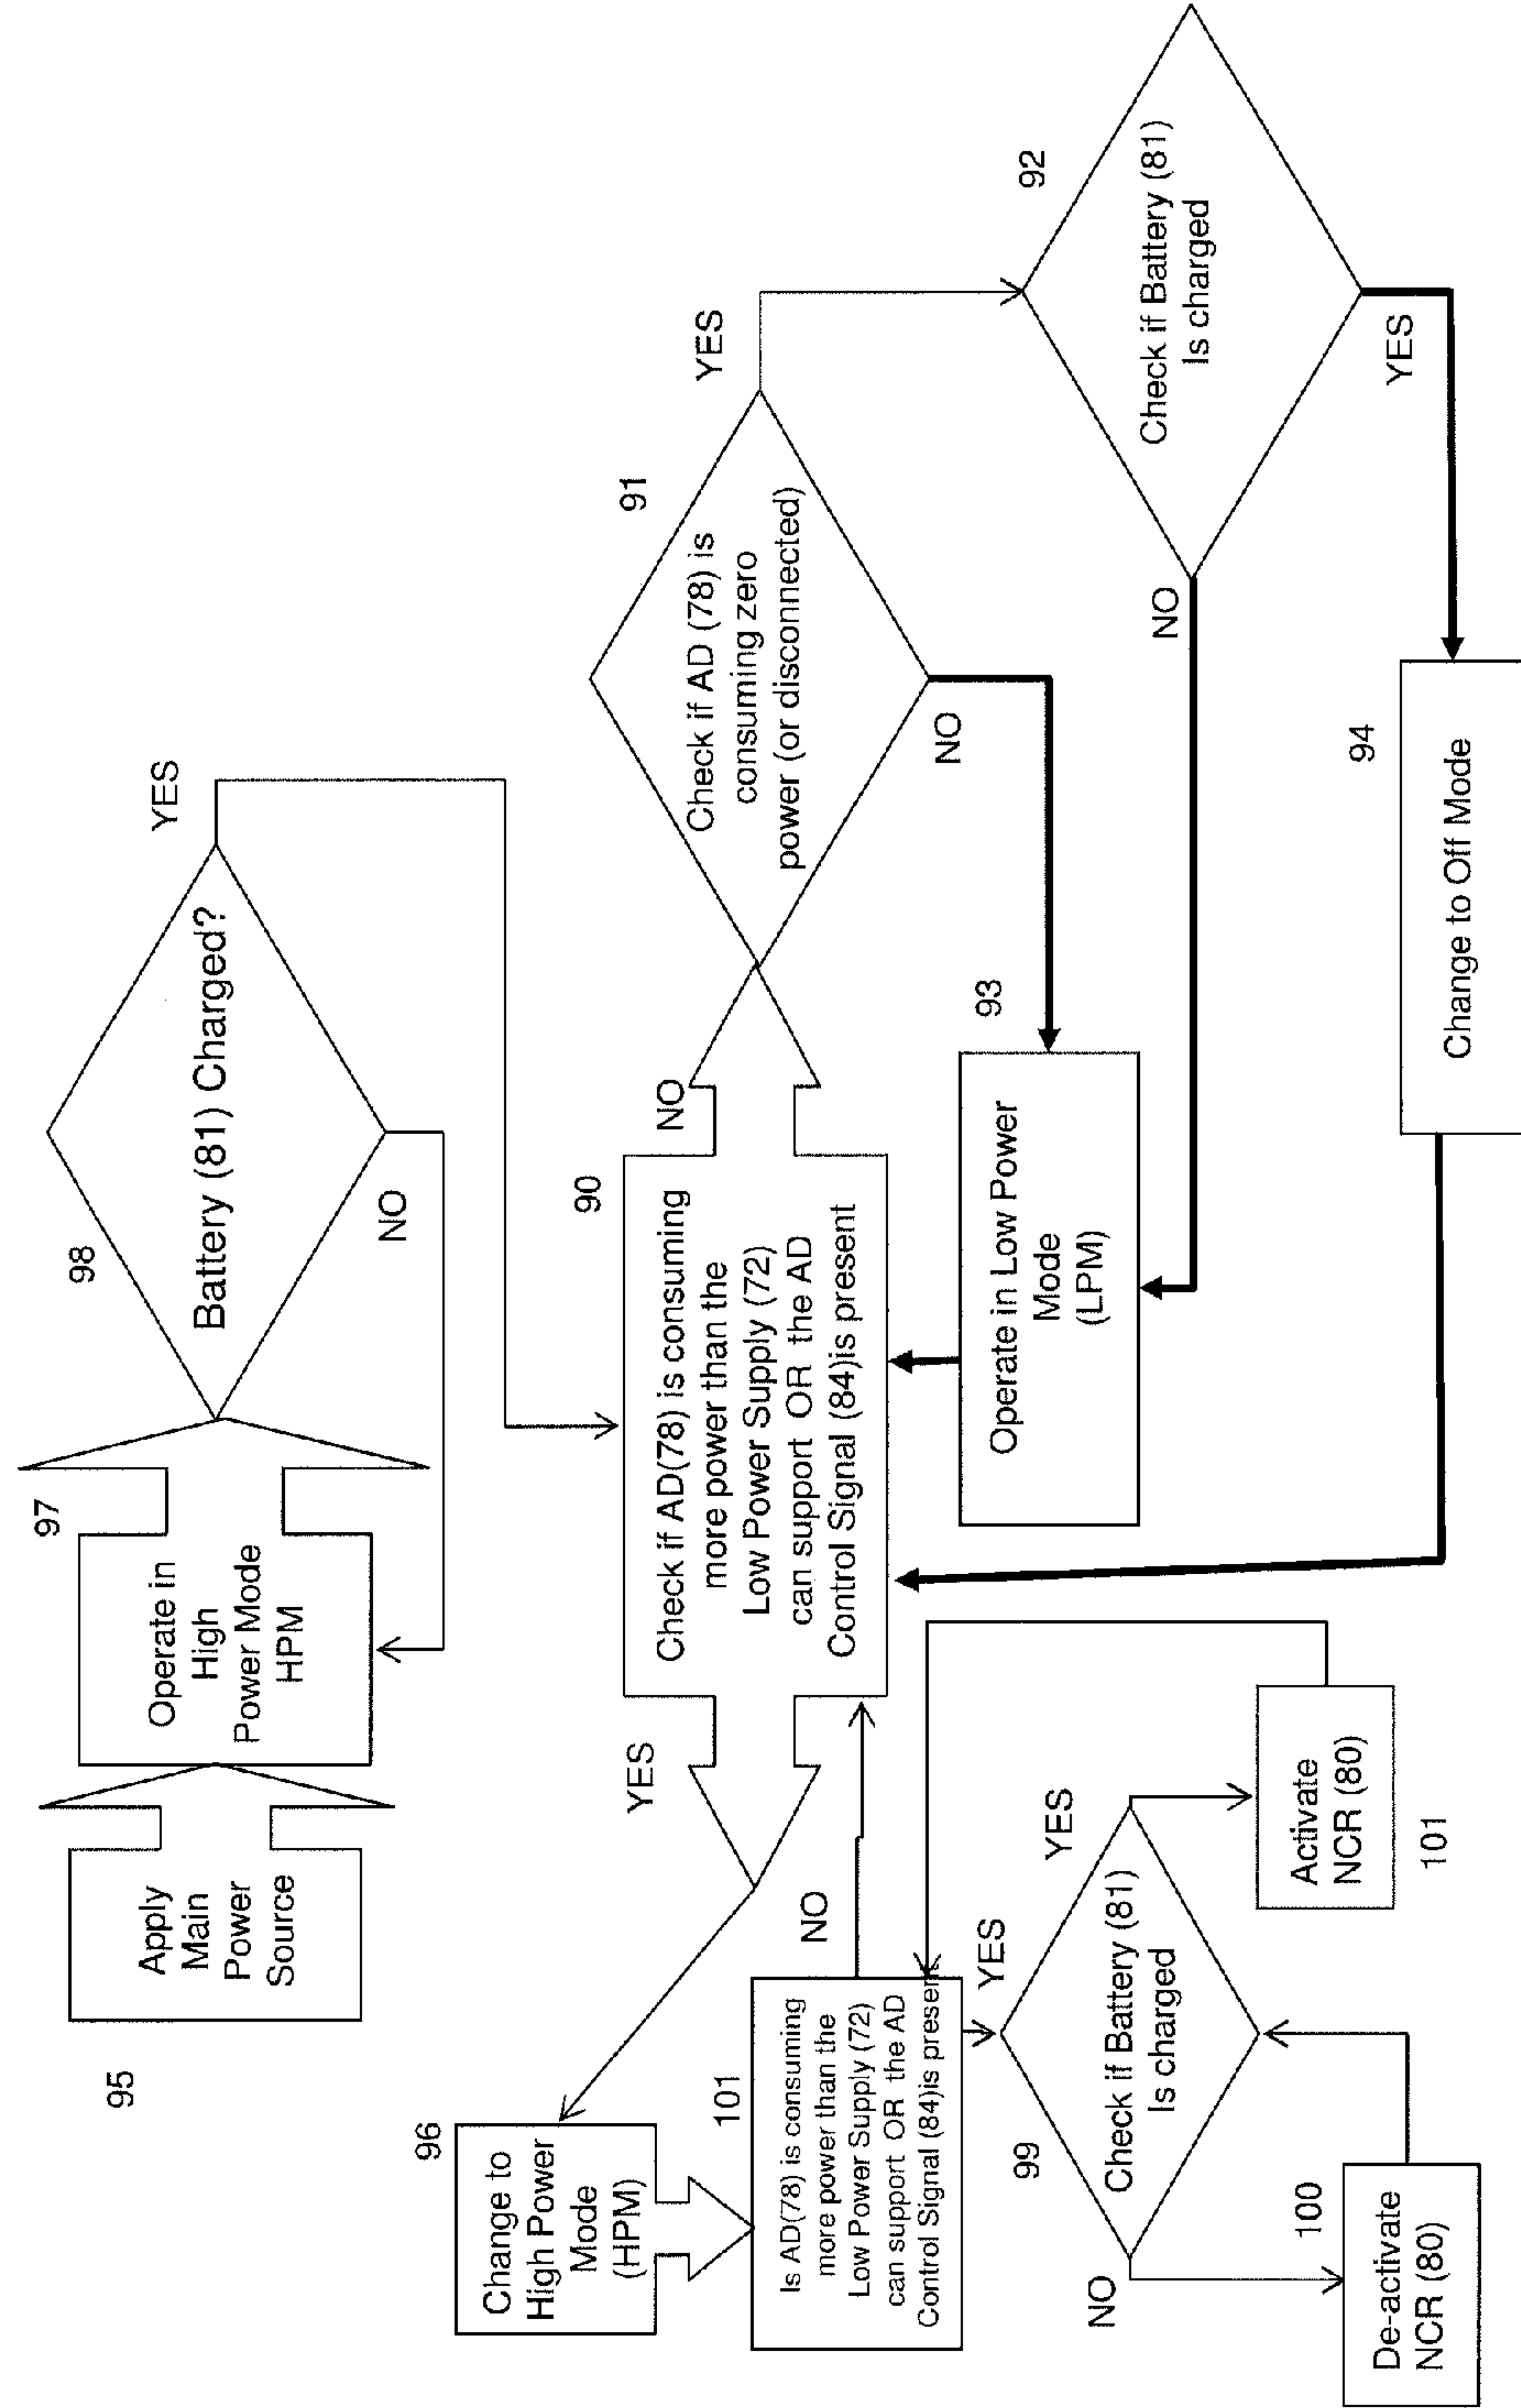 95
Apply
Main
Power
Source
97
Operate in
High
Power Mode
HPM
98
Battery (81) Charged?
YES
NO
90
Check if AD(78) is consuming
more power than the
Low Power Supply (72)
can support OR the AD
Control Signal (84)is present
YES
NO
91
Check if AD (78) is
consuming zero
power (or disconnected)
YES
NO
92
Check if Battery (81)
Is charged
NO
YES
93
Operate in Low Power
Mode
(LPM)
94
Change to Off Mode
96
Change to
High Power
Mode
(HPM)
101
Is AD(78) is consuming
more power than the
Low Power Supply (72)
can support OR the AD
Control Signal (84)is present.
NO
YES
99
Check if Battery (81)
Is charged
NO
YES
100
De-activate
NCR (80)
Activate
NCR (80)
101